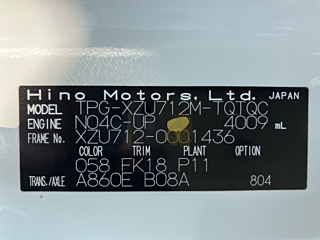 Hino Motors, Ltd. JAPAN
MODEL TPG-XZU712M-TQTQC
ENGINE N04C-UP 4009 mL
FRAME No. XZU712-0001436
COLOR TRIM PLANT OPTION
058 FK18 P11
TRANS./AXLE A860E B08A 804